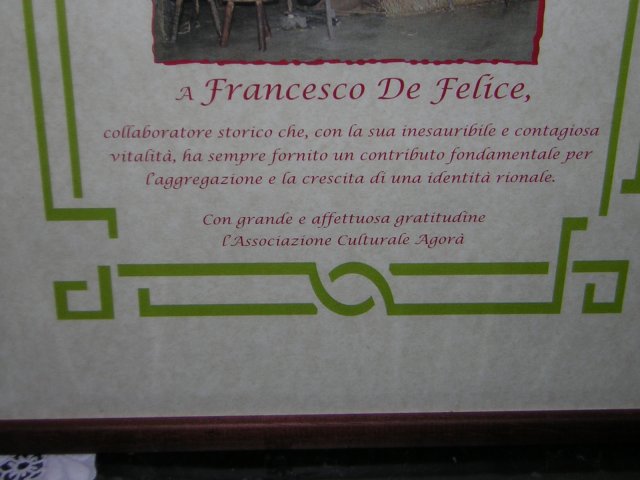 A Francesco De Felice,
collaboratore storico che, con la sua inesauribile e contagiosa
vitalità, ha sempre fornito un contributo fondamentale per
l'aggregazione e la crescita di una identità rionale.
Con grande e affettuosa gratitudine
l'Associazione Culturale Agorà